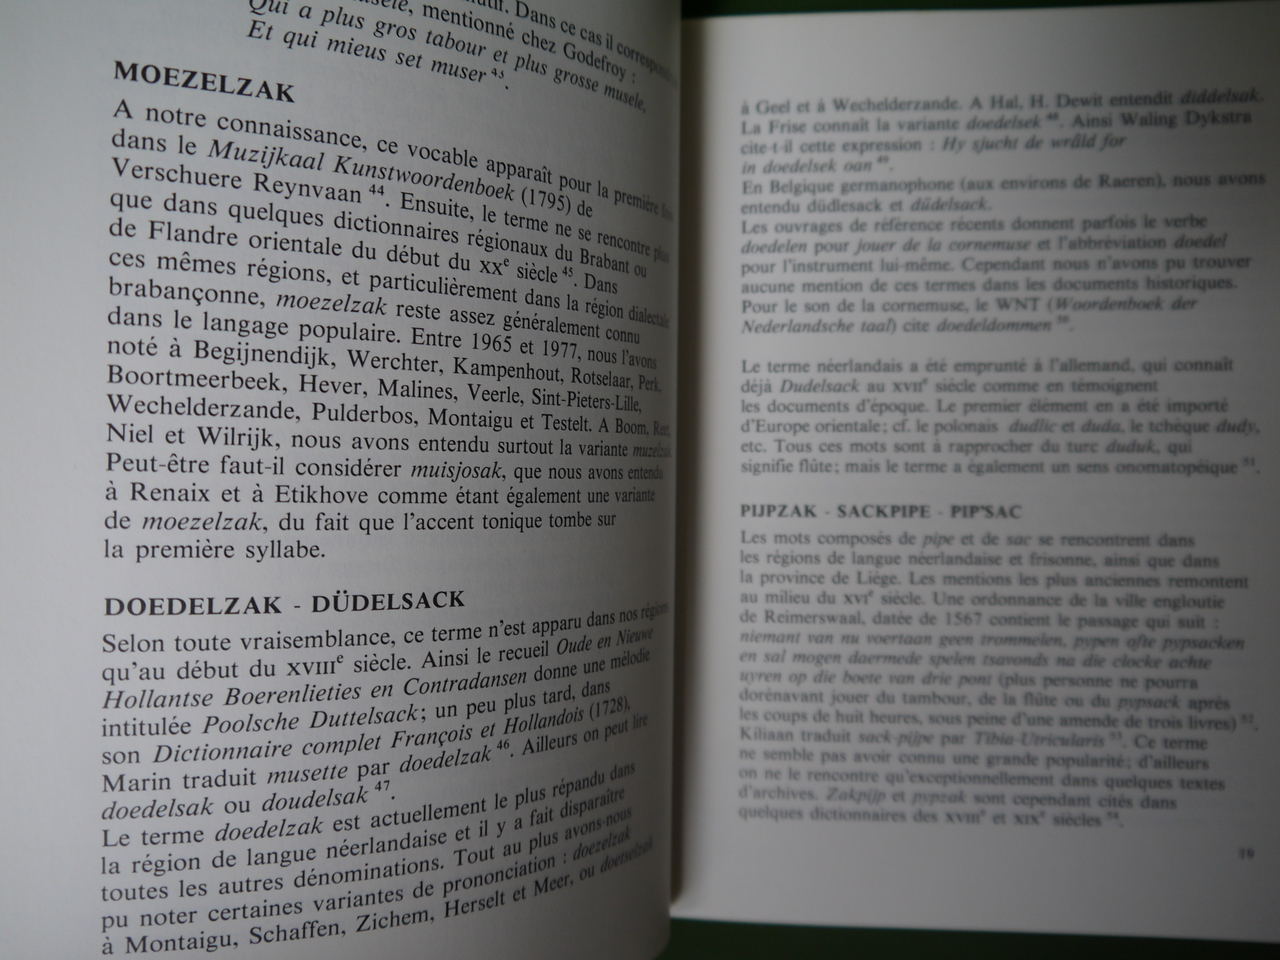 mentionné chez Godefroy :
Qui a plus gros tabour et plus grosse musele,
Et qui mieus set muser 45.
MOEZELZAK
A notre connaissance, ce vocable apparaît pour la première fois
dans le Muzijkaal Kunstwoordenboek (1795) de
Verschuere Reynvaan 44. Ensuite, le terme ne se rencontre plus
que dans quelques dictionnaires régionaux du Brabant ou
de Flandre orientale du début du XXe siècle 45. Dans
ces mêmes régions, et particulièrement dans la région dialectale
brabançonne, moezelzak reste assez généralement connu
dans le langage populaire. Entre 1965 et 1977, nous l'avons
noté à Begijnendijk, Werchter, Kampenhout, Rotselaar, Perk,
Boortmeerbeek, Hever, Malines, Veerle, Sint-Pieters-Lille,
Wechelderzande, Pulderbos, Montaigu et Testelt. A Boom, Reet,
Niel et Wilrijk, nous avons entendu surtout la variante muzelzak.
Peut-être faut-il considérer muisjosak, que nous avons entendu
à Renaix et à Etikhove comme étant également une variante
de moezelzak, du fait que l'accent tonique tombe sur
la première syllabe.
DOEDELZAK - DÜDELSACK
Selon toute vraisemblance, ce terme n'est apparu dans nos régions
qu'au début du XVIIIe siècle. Ainsi le recueil Oude en Nieuwe
Hollantse Boerenlieties en Contradansen donne une mélodie
intitulée Poolsche Duttelsack; un peu plus tard, dans
son Dictionnaire complet François et Hollandois (1728),
Marin traduit musette par doedelzak 46. Ailleurs on peut lire
doedelsak ou doudelsak 47.
Le terme doedelzak est actuellement le plus répandu dans
la région de langue néerlandaise et il y a fait disparaître
toutes les autres dénominations. Tout au plus avons-nous
pu noter certaines variantes de prononciation : doezelzak
à Montaigu, Schaffen, Zichem, Herselt et Meer, ou doetselzak
à Geel et à Wechelderzande. A Hal, H. Dewit entendit diddelsak.
La Frise connaît la variante doedelsek 48. Ainsi Waling Dykstra
cite-t-il cette expression : Hy sjucht de wrâld for
in doedelsek oan 49.
En Belgique germanophone (aux environs de Raeren), nous avons
entendu düdlesack et düdelsack.
Les ouvrages de référence récents donnent parfois le verbe
doedelen pour jouer de la cornemuse et l'abbréviation doedel
pour l'instrument lui-même. Cependant nous n'avons pu trouver
aucune mention de ces termes dans les documents historiques.
Pour le son de la cornemuse, le WNT (Woordenboek der
Nederlandsche taal) cite doedeldommen 50.
Le terme néerlandais a été emprunté à l'allemand, qui connaît
déjà Dudelsack au XVIIe siècle comme en témoignent
les documents d'époque. Le premier élément en a été importé
d'Europe orientale; cf. le polonais dudlic et duda, le tchèque dudy,
etc. Tous ces mots sont à rapprocher du turc duduk, qui
signifie flûte; mais le terme a également un sens onomatopéique 51.
PIJPZAK - SACKPIPE - PIP'SAC
Les mots composés de pipe et de sac se rencontrent dans
les régions de langue néerlandaise et frisonne, ainsi que dans
la province de Liége. Les mentions les plus anciennes remontent
au milieu du XVIe siècle. Une ordonnance de la ville engloutie
de Reimerswaal, datée de 1567 contient le passage qui suit :
niemant van nu voertaan geen trommelen, pypen ofte pypsacken
en sal mogen daermede spelen tsavonds na die clocke achte
uyren op die boete van drie pont (plus personne ne pourra
dorénavant jouer du tambour, de la flûte ou du pypsack après
les coups de huit heures, sous peine d'une amende de trois livres) 52.
Kiliaan traduit sack-pijpe par Tibia-Utricularis 53. Ce terme
ne semble pas avoir connu une grande popularité; d'ailleurs
on ne le rencontre qu'exceptionnellement dans quelques textes
d'archives. Zakpijp et pypzak sont cependant cités dans
quelques dictionnaires des XVIIIe et XIXe siècles 54.